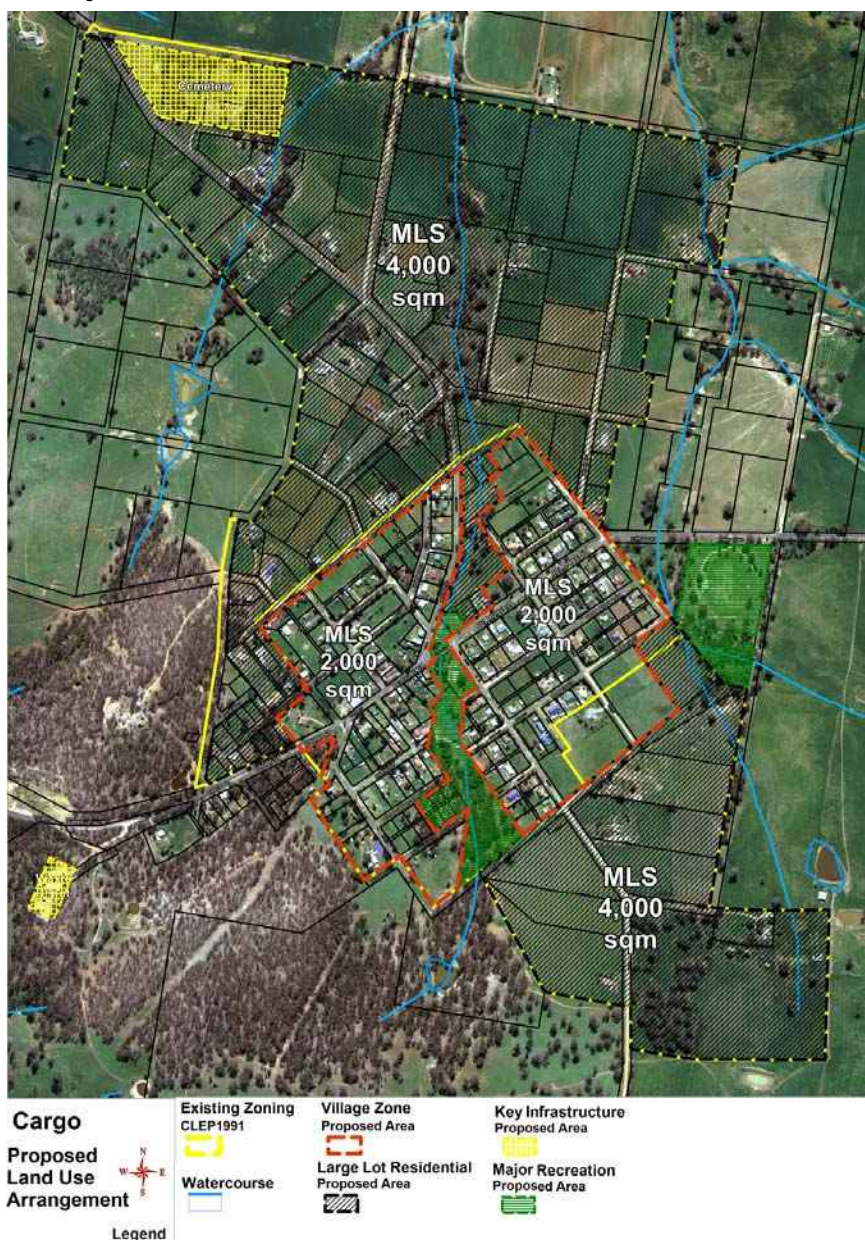 Cemetery
MLS
4,000
sqm
MLS
2,000
sqm
MLS
2,000
sqm
MLS
4,000
sqm
Cargo
Proposed
Land Use
Arrangement
N
W E
S
Legend
Existing Zoning
CLEP1991
Watercourse
Village Zone
Proposed Area
Large Lot Residential
Proposed Area
Key Infrastructure
Proposed Area
Major Recreation
Proposed Area